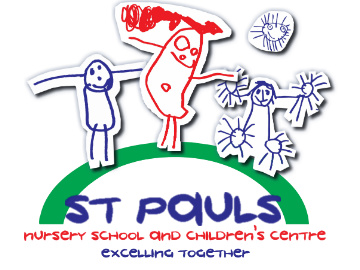 ST PAULS
NURSERY SCHOOL AND CHILDREN'S CENTRE
EXCELLING TOGETHER